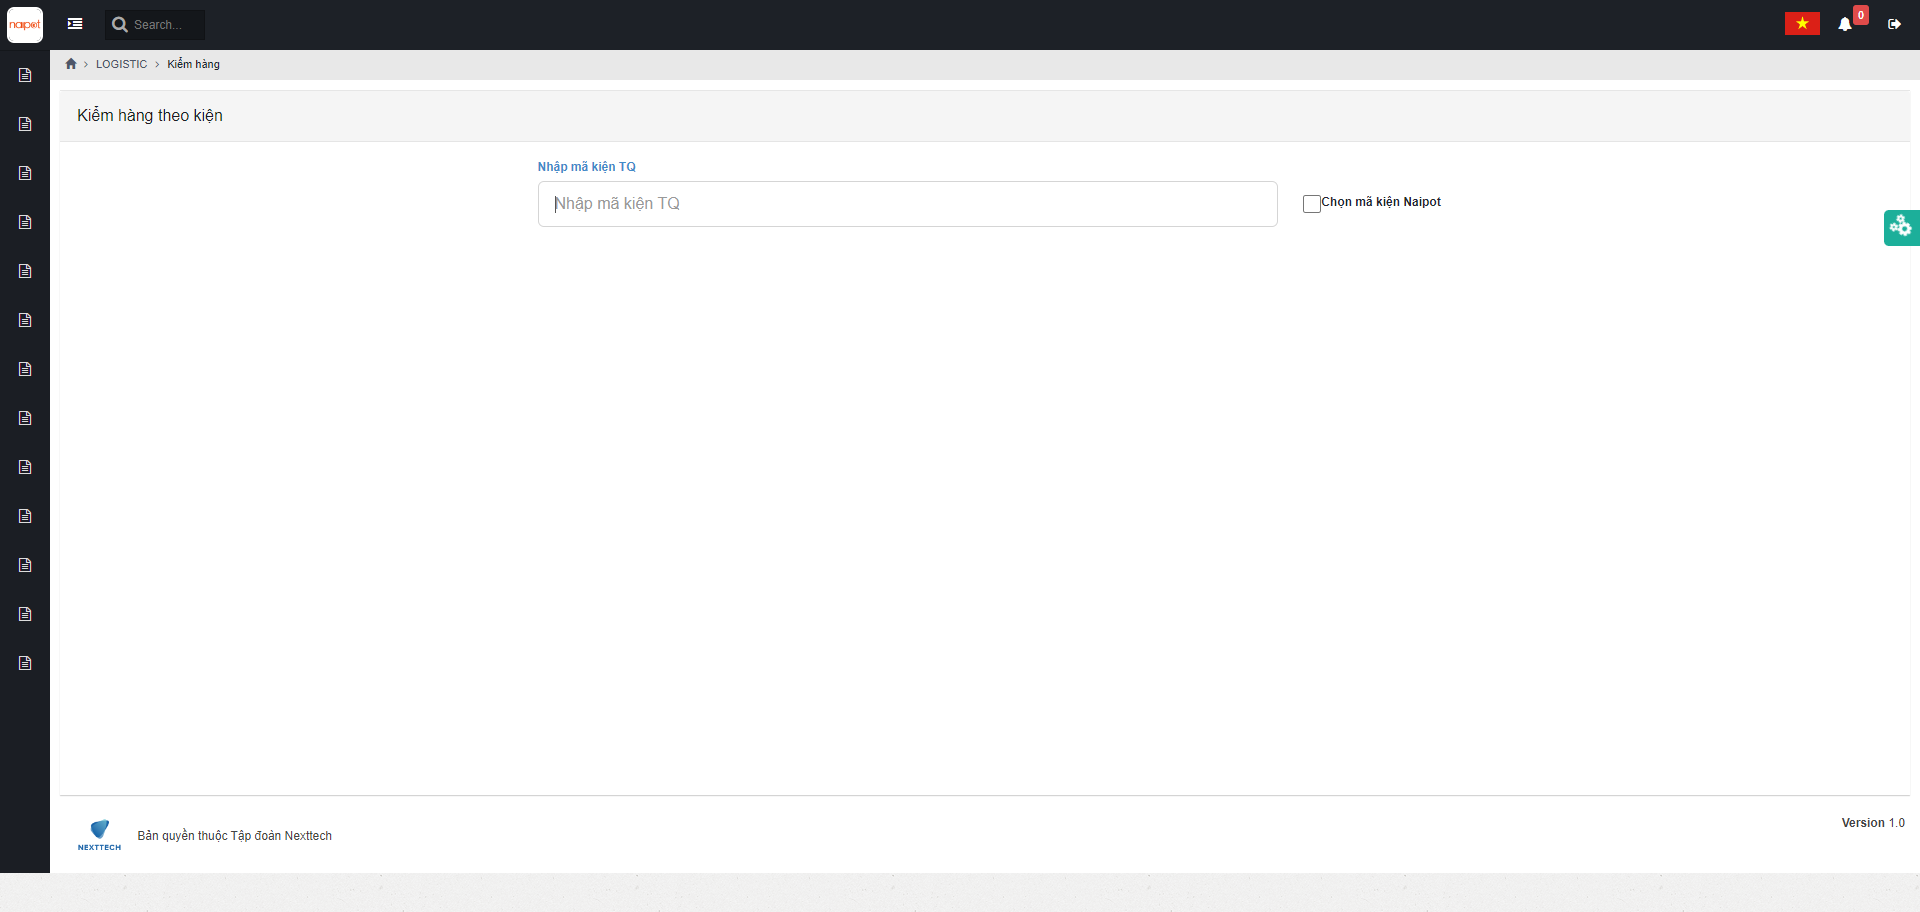 naipot
Search...
0
LOGISTIC
Kiểm hàng
Kiểm hàng theo kiện
Nhập mã kiện TQ
Nhập mã kiện TQ
Chọn mã kiện Naipot
NEXTTECH
Bản quyền thuộc Tập đoàn Nexttech
Version 1.0